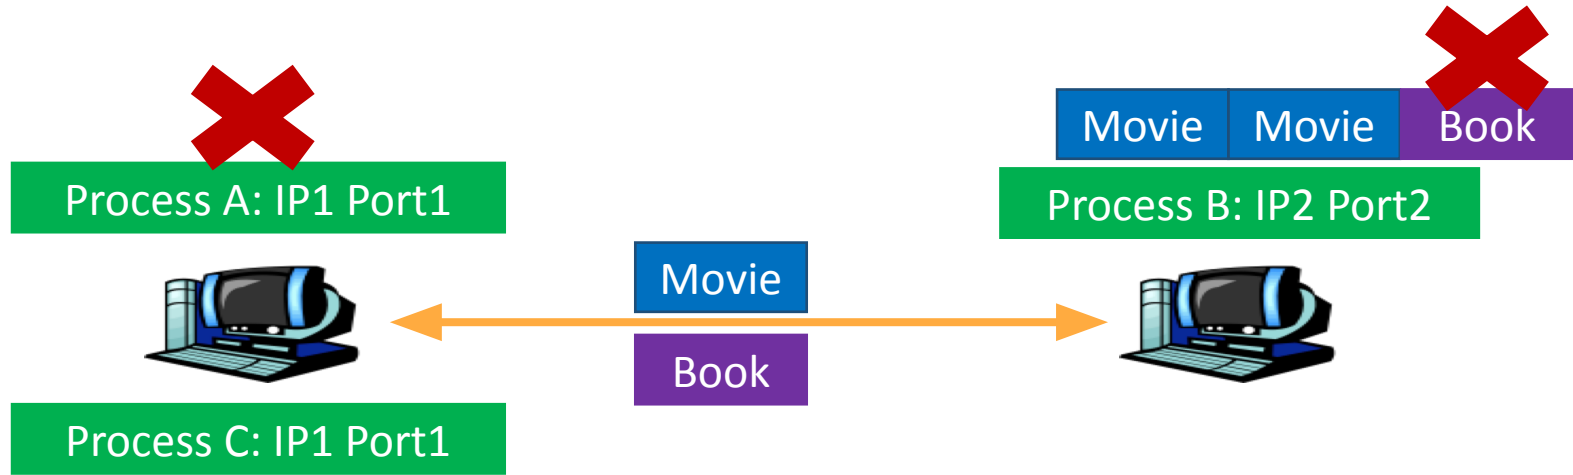 Movie Movie Book
Process A: IP1 Port1
Process B: IP2 Port2
Movie
Book
Process C: IP1 Port1